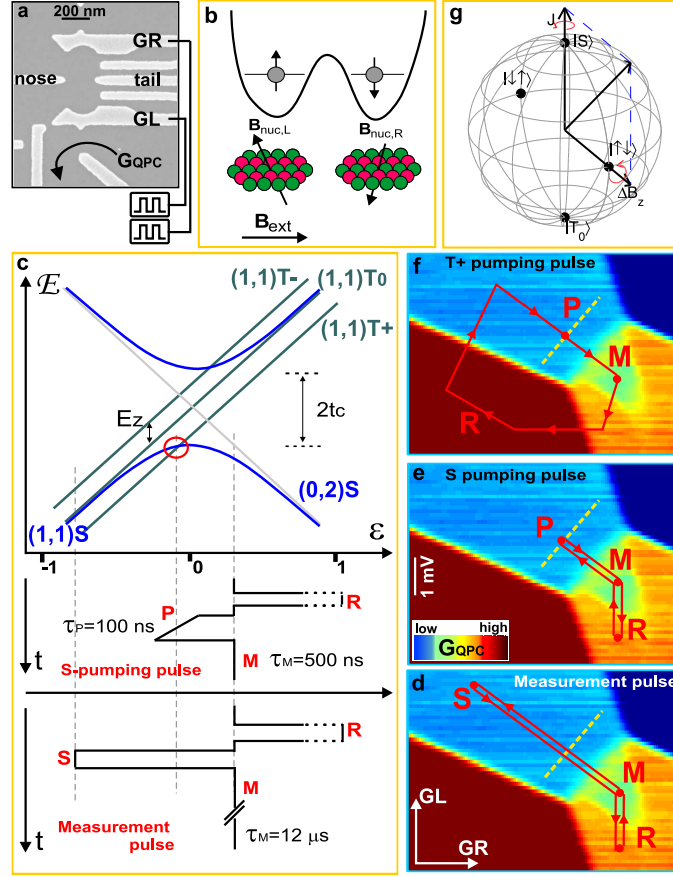 a
200 nm
GR
nose
tail
GL
GQPC
b
Bnuc,L
Bnuc,R
Bext
g
J
|S⟩
|↓↑⟩
|↑↓⟩
ΔBz
|T0⟩
c
ℰ
(1,1)T-
(1,1)T0
(1,1)T+
Ez
2tc
(0,2)S
(1,1)S
ε
-1
0
1
P
R
τP=100 ns
S-pumping pulse
M
τM=500 ns
t
R
S
M
Measurement
pulse
τM=12 μs
t
f
T+ pumping pulse
P
M
R
e
S pumping pulse
P
M
R
1 mV
low
high
GQPC
d
Measurement pulse
S
M
R
GL
GR